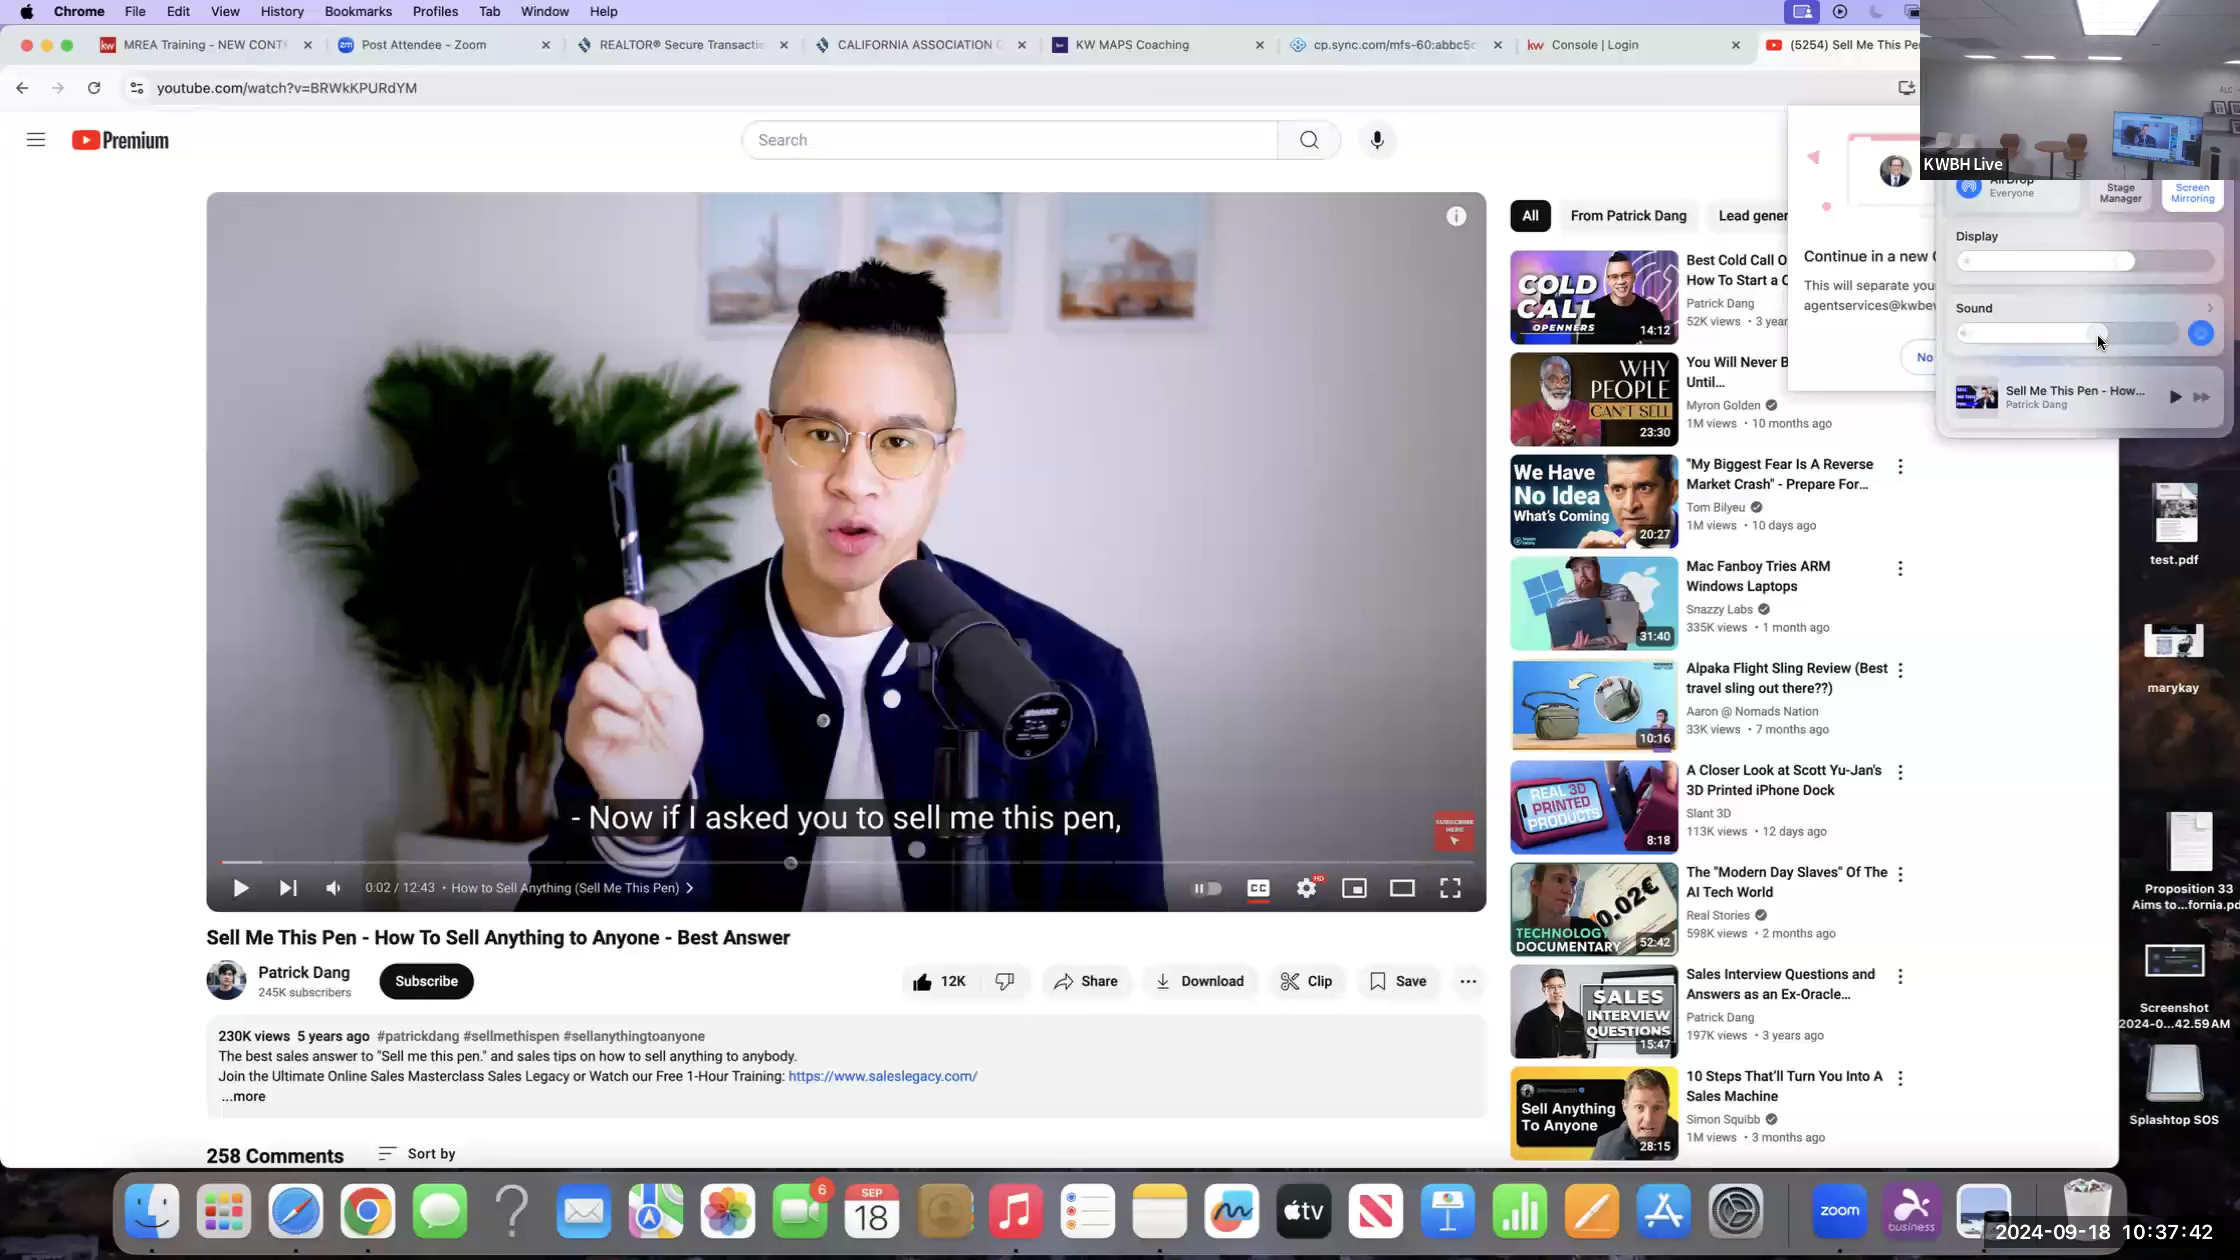 Chrome File Edit View History Bookmarks Profiles Tab Window Help
MREA Training - NEW CONT
Post Attendee - Zoom
REALTOR® Secure Transactio
CALIFORNIA ASSOCIATION
KW MAPS Coaching
cp.sync.com/mfs-60:abbc5
Console | Login
(5254) Sell Me This Pe
youtube.com/watch?v=BRWkKPURdYM
Premium
Search
KWBH Live
Everyone
Stage
Manager
Screen
Mirroring
Display
Sound
Sell Me This Pen - How...
Patrick Dang
Continue in a new
This will separate you
agentservices@kwbe
No
- Now if I asked you to sell me this pen,
SUBSCRIBE
HERE
0:02 / 12:43 • How to Sell Anything (Sell Me This Pen)
CC
HD
Sell Me This Pen - How To Sell Anything to Anyone - Best Answer
Patrick Dang
245K subscribers
Subscribe
12K
Share
Download
Clip
Save
230K views 5 years ago #patrickdang #sellmethispen #sellanythingtoanyone
The best sales answer to "Sell me this pen." and sales tips on how to sell anything to anybody.
Join the Ultimate Online Sales Masterclass Sales Legacy or Watch our Free 1-Hour Training: https://www.saleslegacy.com/
...more
258 Comments
Sort by
All
From Patrick Dang
Lead gener
COLD
CALL
OPENNERS
14:12
Best Cold Call O
How To Start a C
Patrick Dang
52K views • 3 year
WHY
PEOPLE
CAN'T SELL
23:30
You Will Never B
Until...
Myron Golden
1M views • 10 months ago
We Have
No Idea
What's Coming
20:27
"My Biggest Fear Is A Reverse
Market Crash" - Prepare For...
Tom Bilyeu
1M views • 10 days ago
31:40
Mac Fanboy Tries ARM
Windows Laptops
Snazzy Labs
335K views • 1 month ago
10:16
Alpaka Flight Sling Review (Best
travel sling out there??)
Aaron @ Nomads Nation
33K views • 7 months ago
REAL 3D
PRINTED
PRODUCTS
8:18
A Closer Look at Scott Yu-Jan's
3D Printed iPhone Dock
Slant 3D
113K views • 12 days ago
0.02€
TECHNOLOGY
DOCUMENTARY
52:42
The "Modern Day Slaves" Of The
AI Tech World
Real Stories
598K views • 2 months ago
SALES
INTERVIEW
QUESTIONS
15:47
Sales Interview Questions and
Answers as an Ex-Oracle...
Patrick Dang
197K views • 3 years ago
Sell Anything
To Anyone
28:15
10 Steps That'll Turn You Into A
Sales Machine
Simon Squibb
1M views • 3 months ago
test.pdf
marykay
Proposition 33
Aims to...fornia.pd
Screenshot
2024-0...42.59 AM
Splashtop SOS
6
SEP
18
tv
zoom
business
2024-09-18 10:37:42